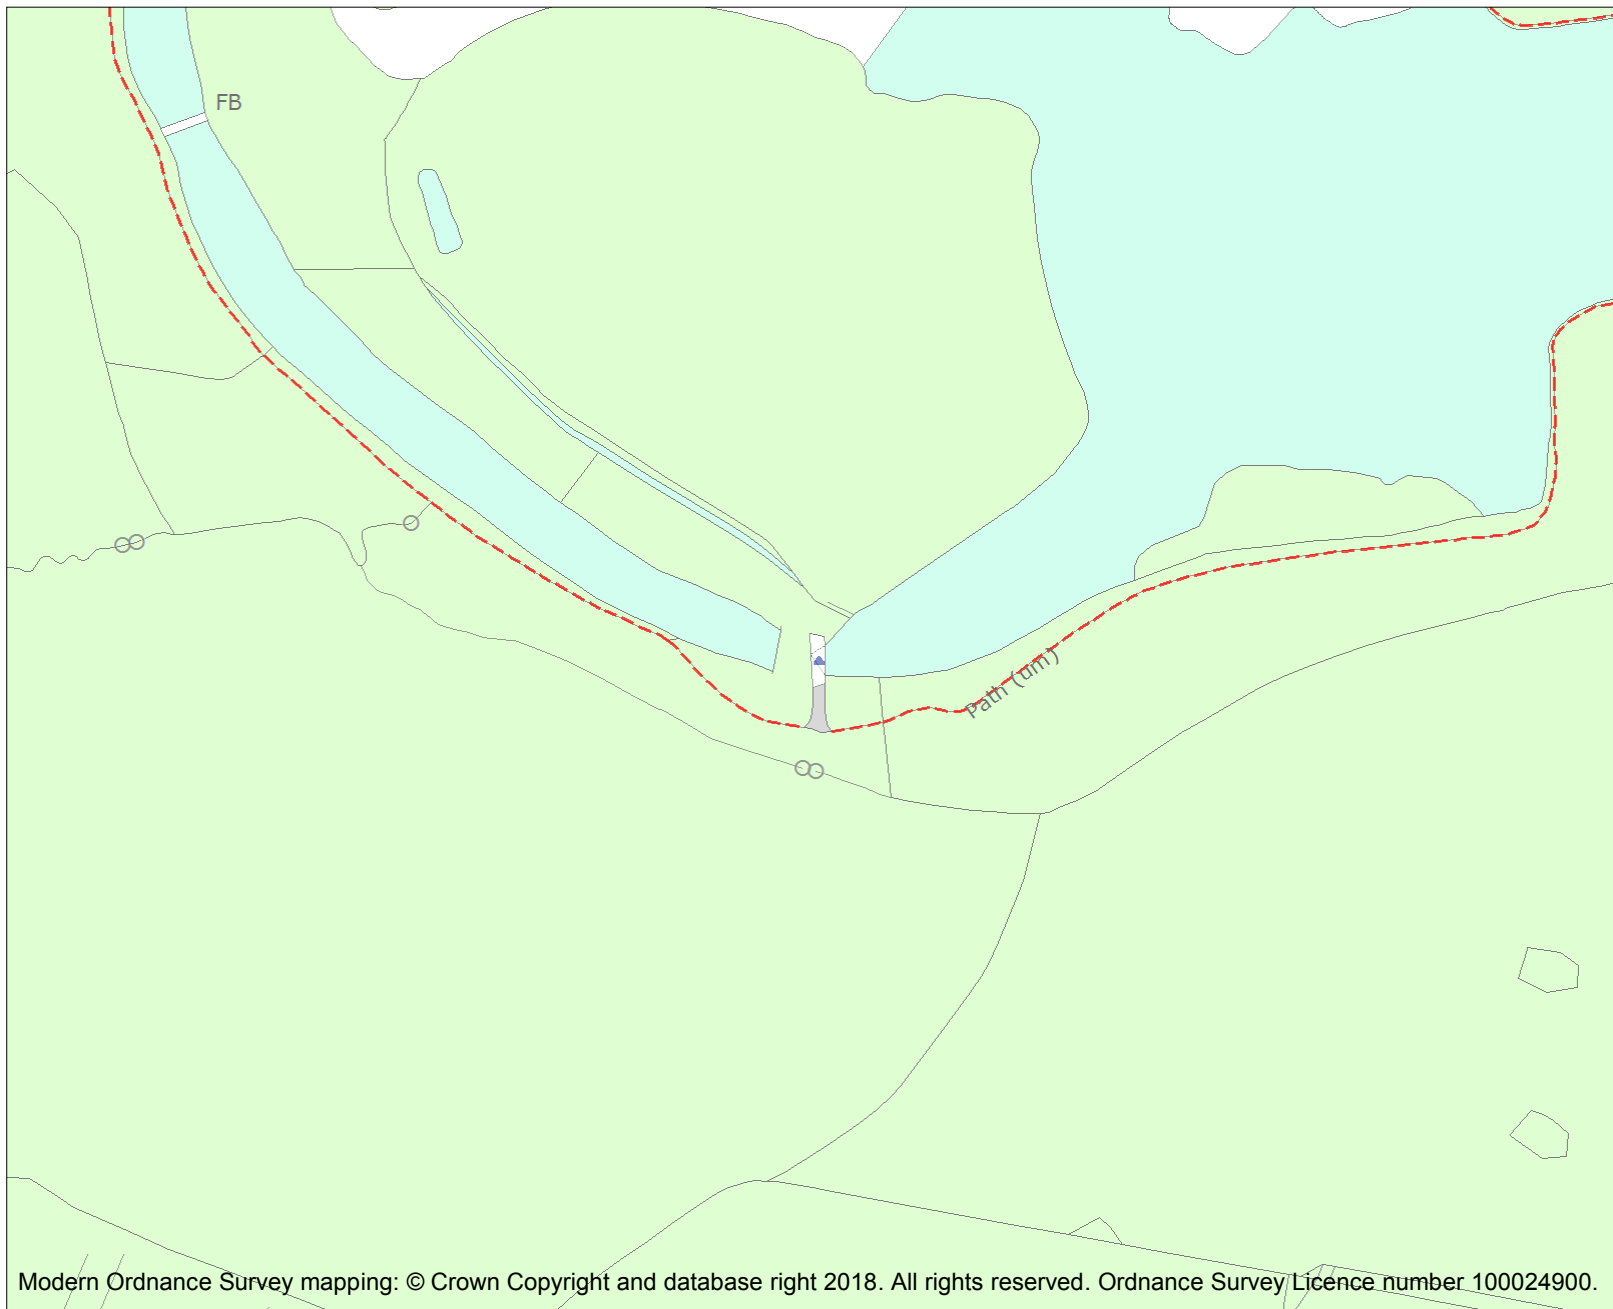 FB
Path (um)
Modern Ordnance Survey mapping: © Crown Copyright and database right 2018. All rights reserved. Ordnance Survey Licence number 100024900.